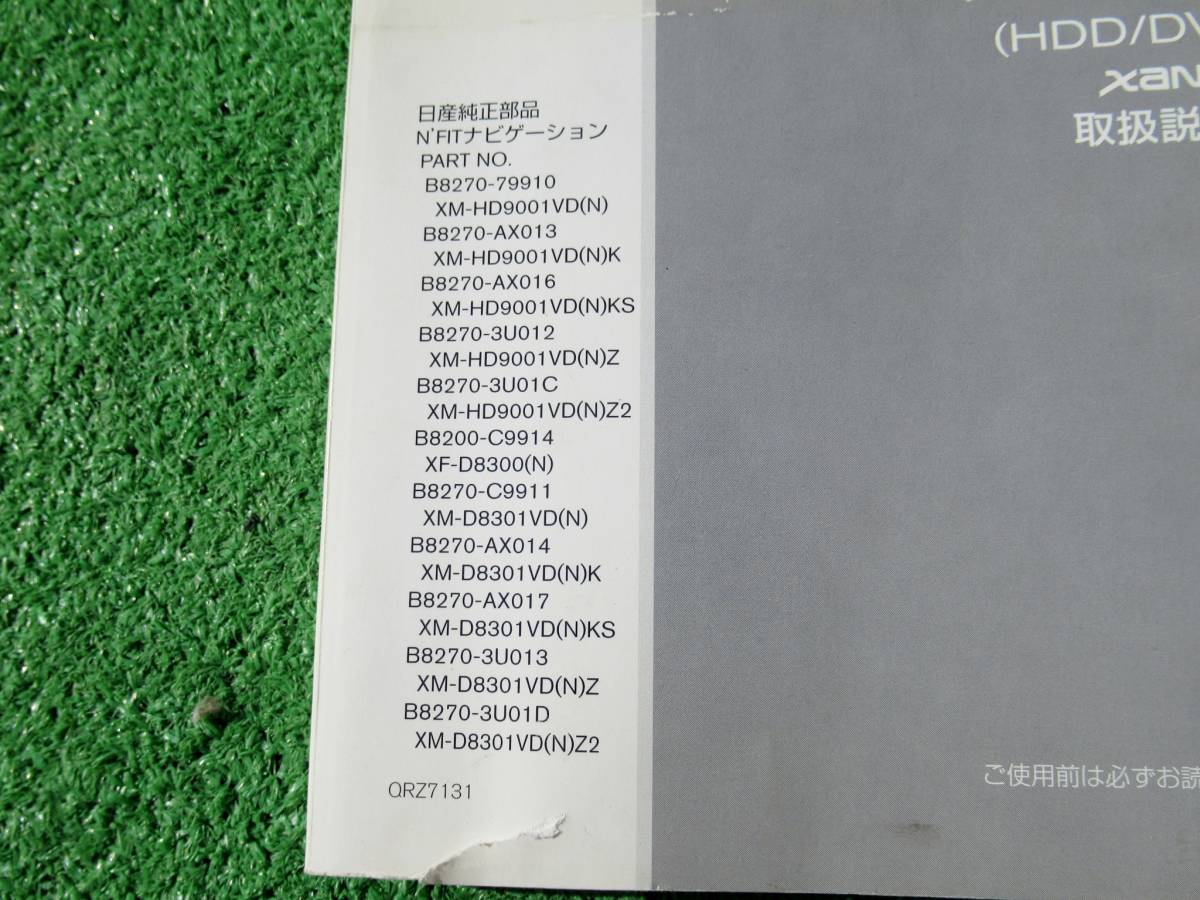 日産純正部品
N'FITナビゲーション
PART NO.
B8270-79910
XM-HD9001VD(N)
B8270-AX013
XM-HD9001VD(N)K
B8270-AX016
XM-HD9001VD(N)KS
B8270-3U012
XM-HD9001VD(N)Z
B8270-3U01C
XM-HD9001VD(N)Z2
B8200-C9914
XF-D8300(N)
B8270-C9911
XM-D8301VD(N)
B8270-AX014
XM-D8301VD(N)K
B8270-AX017
XM-D8301VD(N)KS
B8270-3U013
XM-D8301VD(N)Z
B8270-3U01D
XM-D8301VD(N)Z2
QRZ7131
(HDD/DV
xaN
取扱説
ご使用前は必ずお読